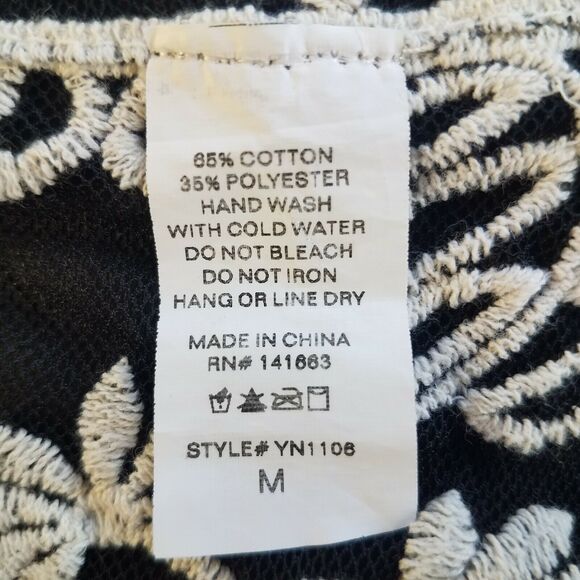 65% COTTON
35% POLYESTER
HAND WASH
WITH COLD WATER
DO NOT BLEACH
DO NOT IRON
HANG OR LINE DRY
MADE IN CHINA
RN# 141663
STYLE# YN1106
M